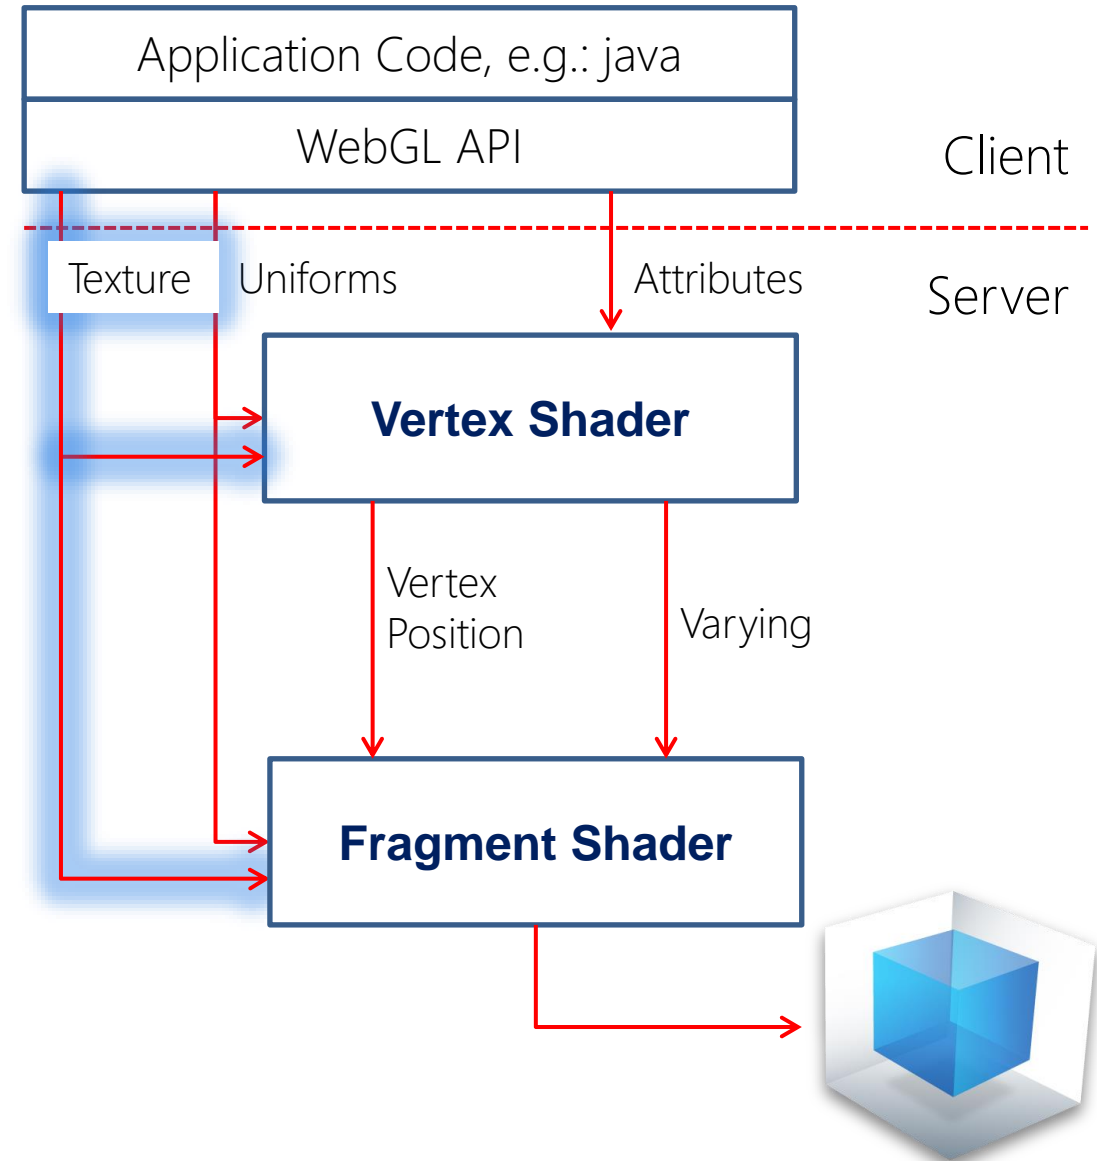 Application Code, e.g.: java
WebGL API
Client
Texture
Uniforms
Attributes
Server
Vertex Shader
Vertex
Position
Varying
Fragment Shader